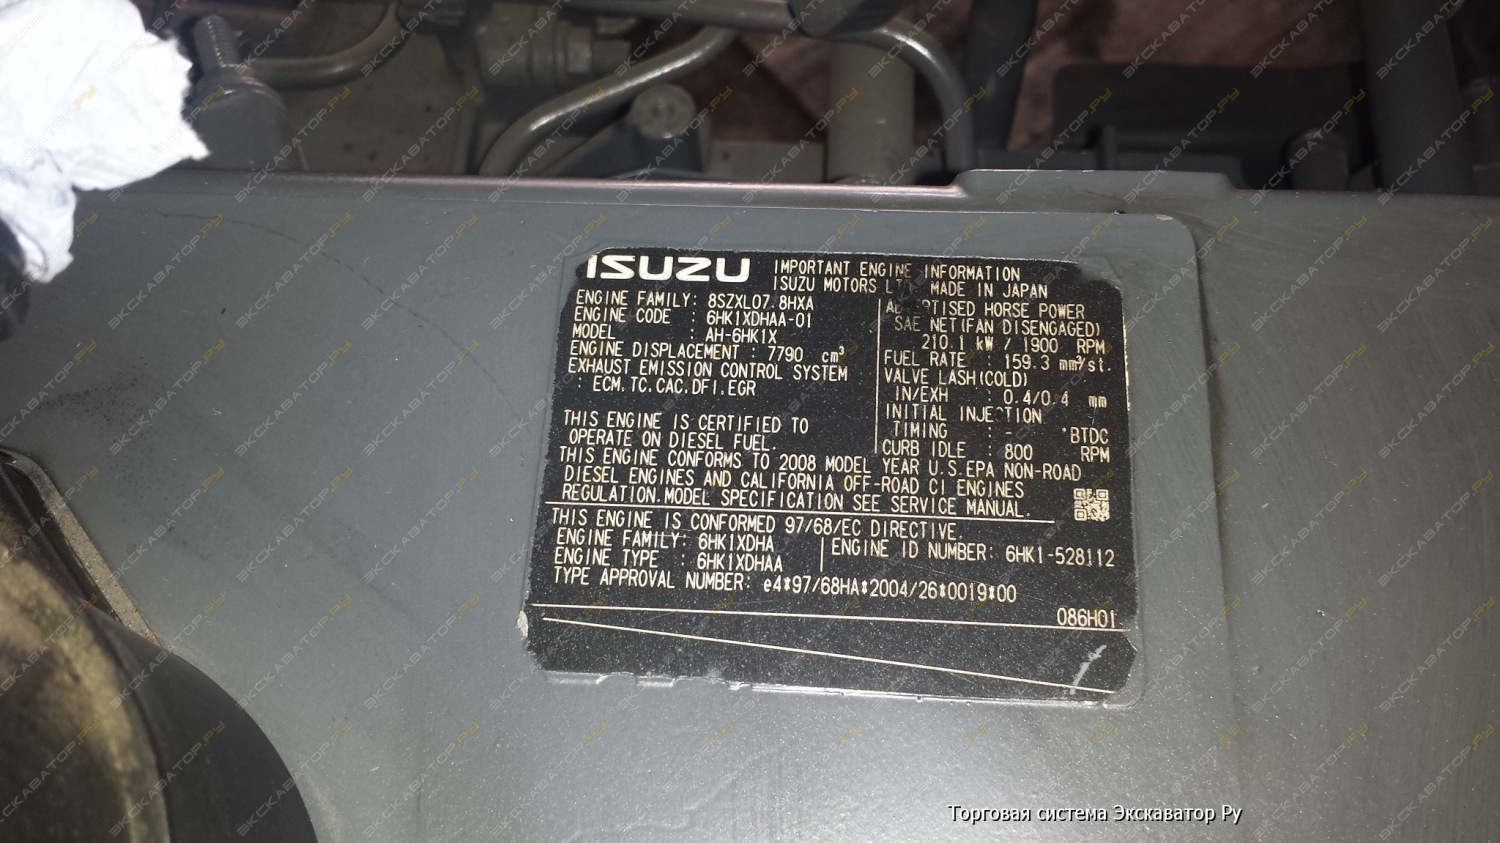 ISUZU
IMPORTANT ENGINE INFORMATION
ISUZU MOTORS LTD. MADE IN JAPAN
ENGINE FAMILY: 8SZXL07.8HXA
ENGINE CODE : 6HK1XDHAA-01
MODEL : AH-6HK1X
ENGINE DISPLACEMENT : 7790 cm³
EXHAUST EMISSION CONTROL SYSTEM
: ECM.TC.CAC.DFI.EGR
THIS ENGINE IS CERTIFIED TO
OPERATE ON DIESEL FUEL.
ADVERTISED HORSE POWER
SAE NET(FAN DISENGAGED)
210.1 kW / 1900 RPM
FUEL RATE : 159.3 mm³/st.
VALVE LASH(COLD)
IN/EXH : 0.4/0.4 mm
INITIAL INJECTION
TIMING : °BTDC
CURB IDLE : 800 RPM
THIS ENGINE CONFORMS TO 2008 MODEL YEAR U.S.EPA NON-ROAD
DIESEL ENGINES AND CALIFORNIA OFF-ROAD CI ENGINES
REGULATION.MODEL SPECIFICATION SEE SERVICE MANUAL.
THIS ENGINE IS CONFORMED 97/68/EC DIRECTIVE.
ENGINE FAMILY: 6HK1XDHA
ENGINE TYPE : 6HK1XDHAA
ENGINE ID NUMBER: 6HK1-528112
TYPE APPROVAL NUMBER: e4*97/68HA*2004/26*0019*00
086H01
Торговая система Экскаватор Ру
ЭКСКАВАТОР.РУ